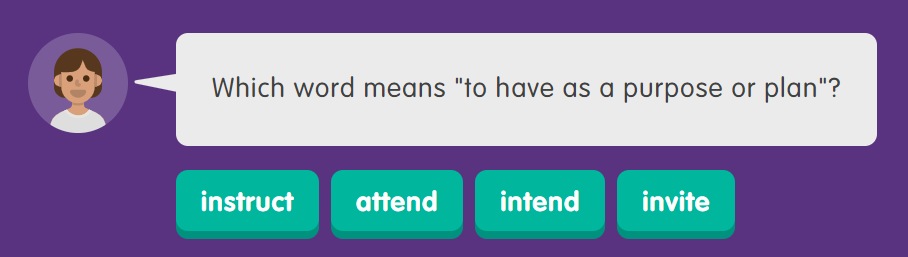 Which word means "to have as a purpose or plan"?
instruct attend intend invite